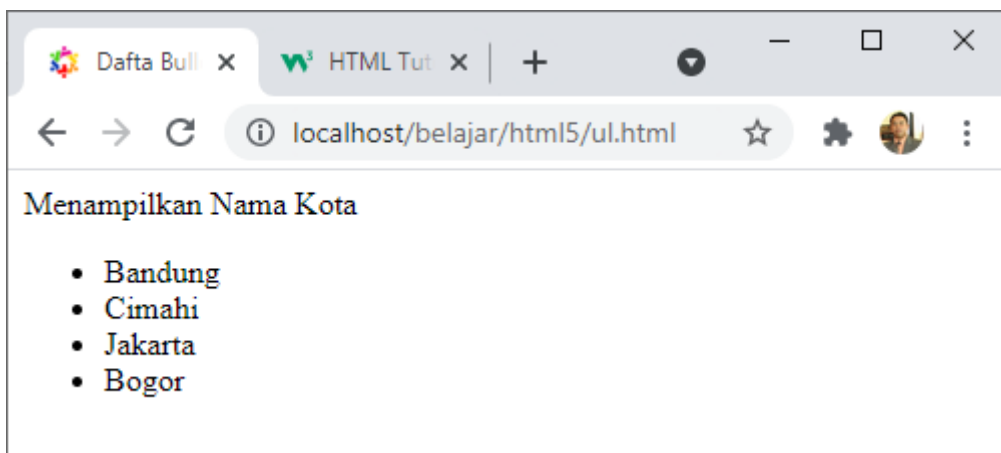 Dafta Bull
HTML Tut
localhost/belajar/html5/ul.html
Menampilkan Nama Kota
Bandung
Cimahi
Jakarta
Bogor